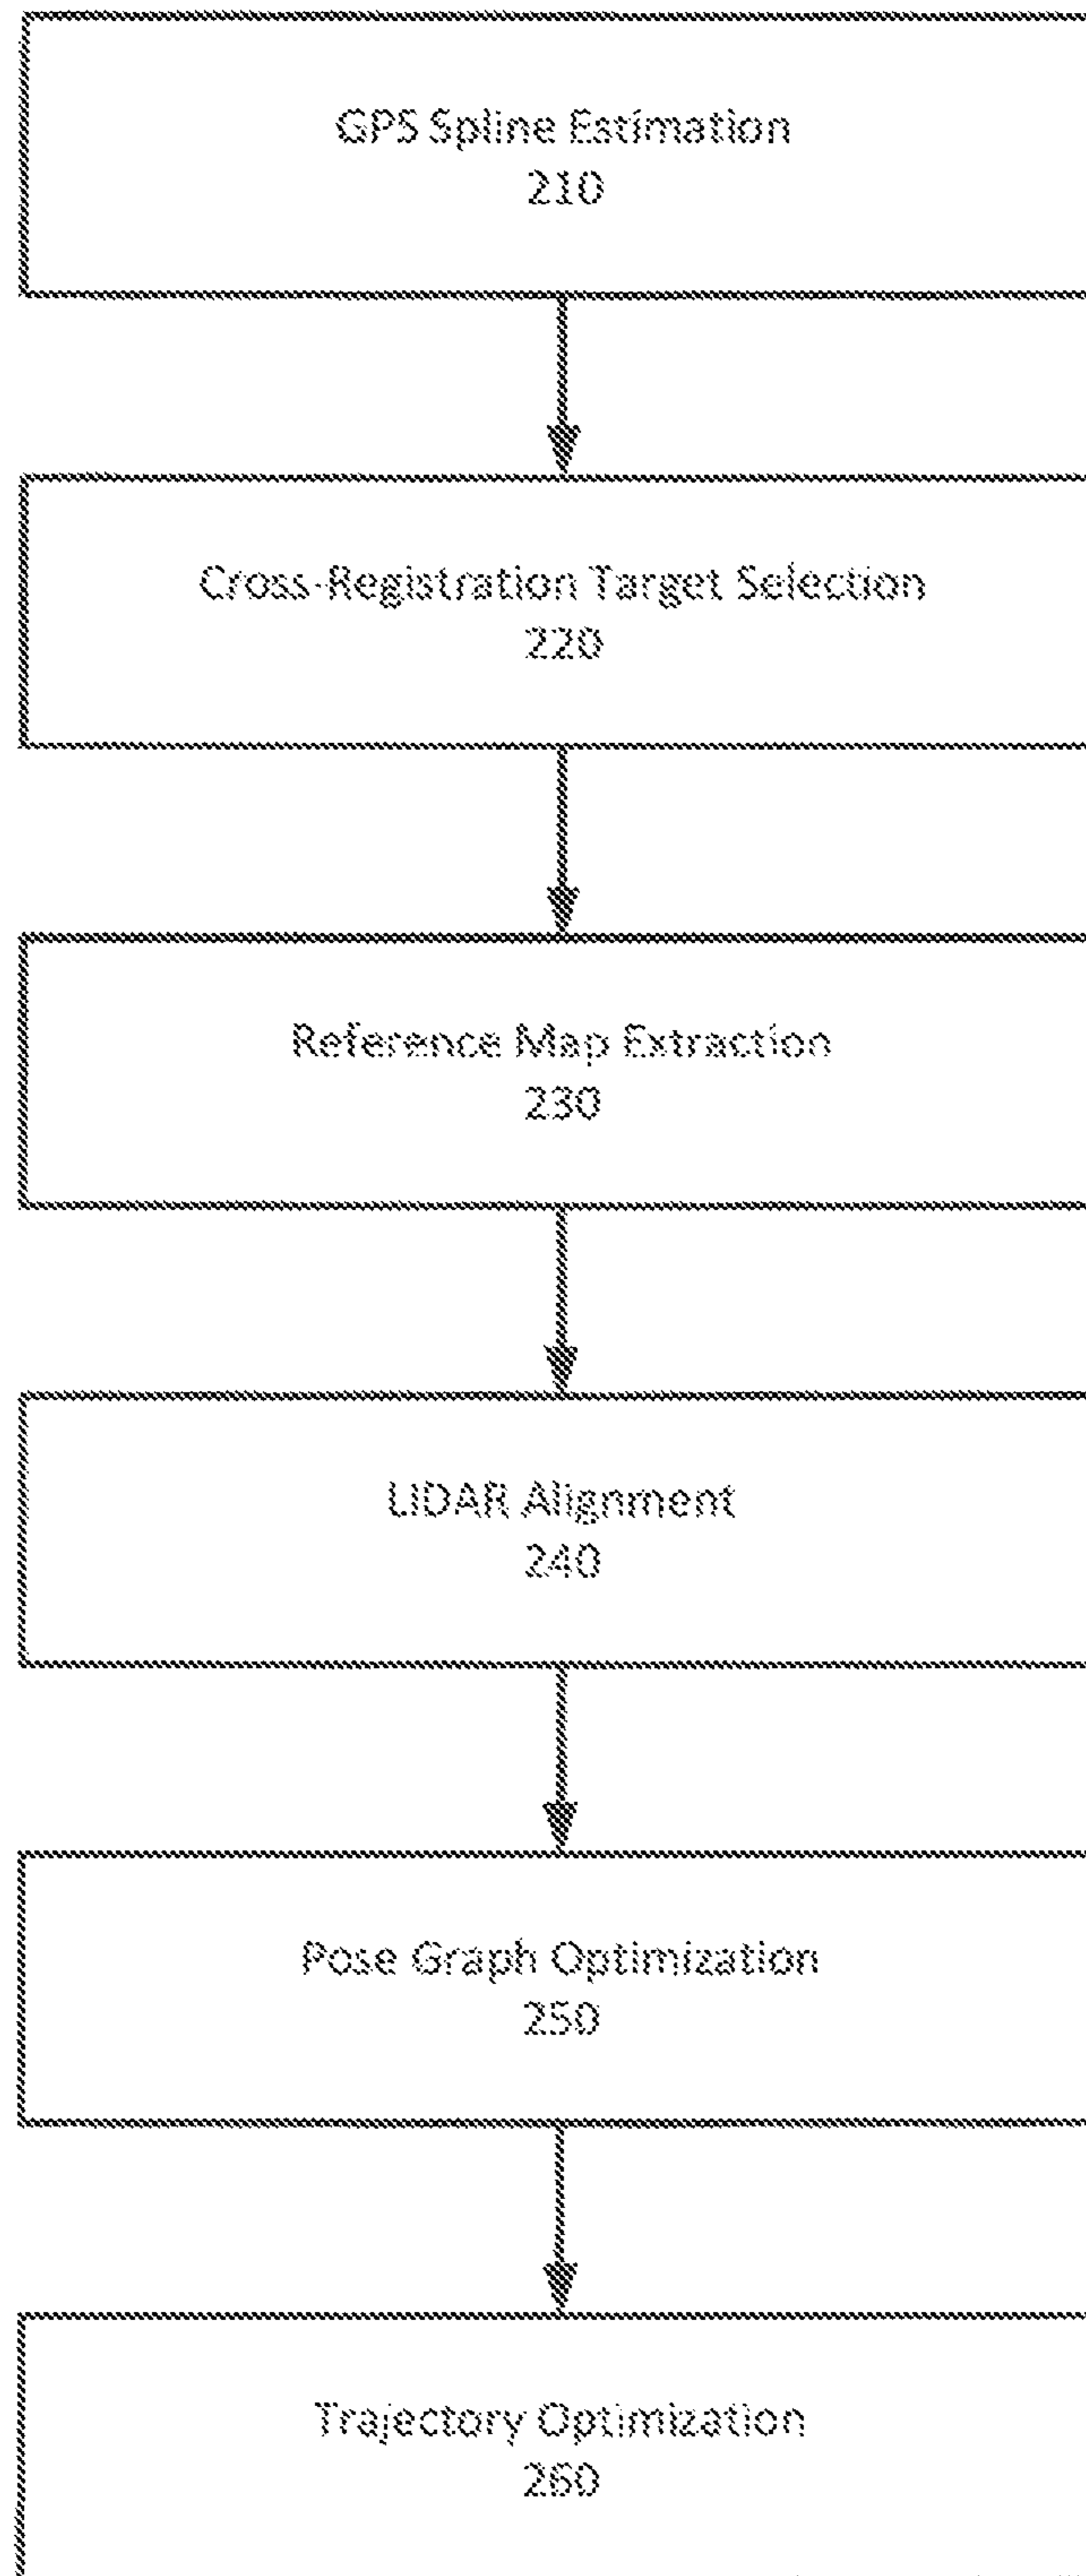 GPS Spline Estimation
210
Cross-Registration Target Selection
220
Reference Map Extraction
230
LIDAR Alignment
240
Pose Graph Optimization
250
Trajectory Optimization
260